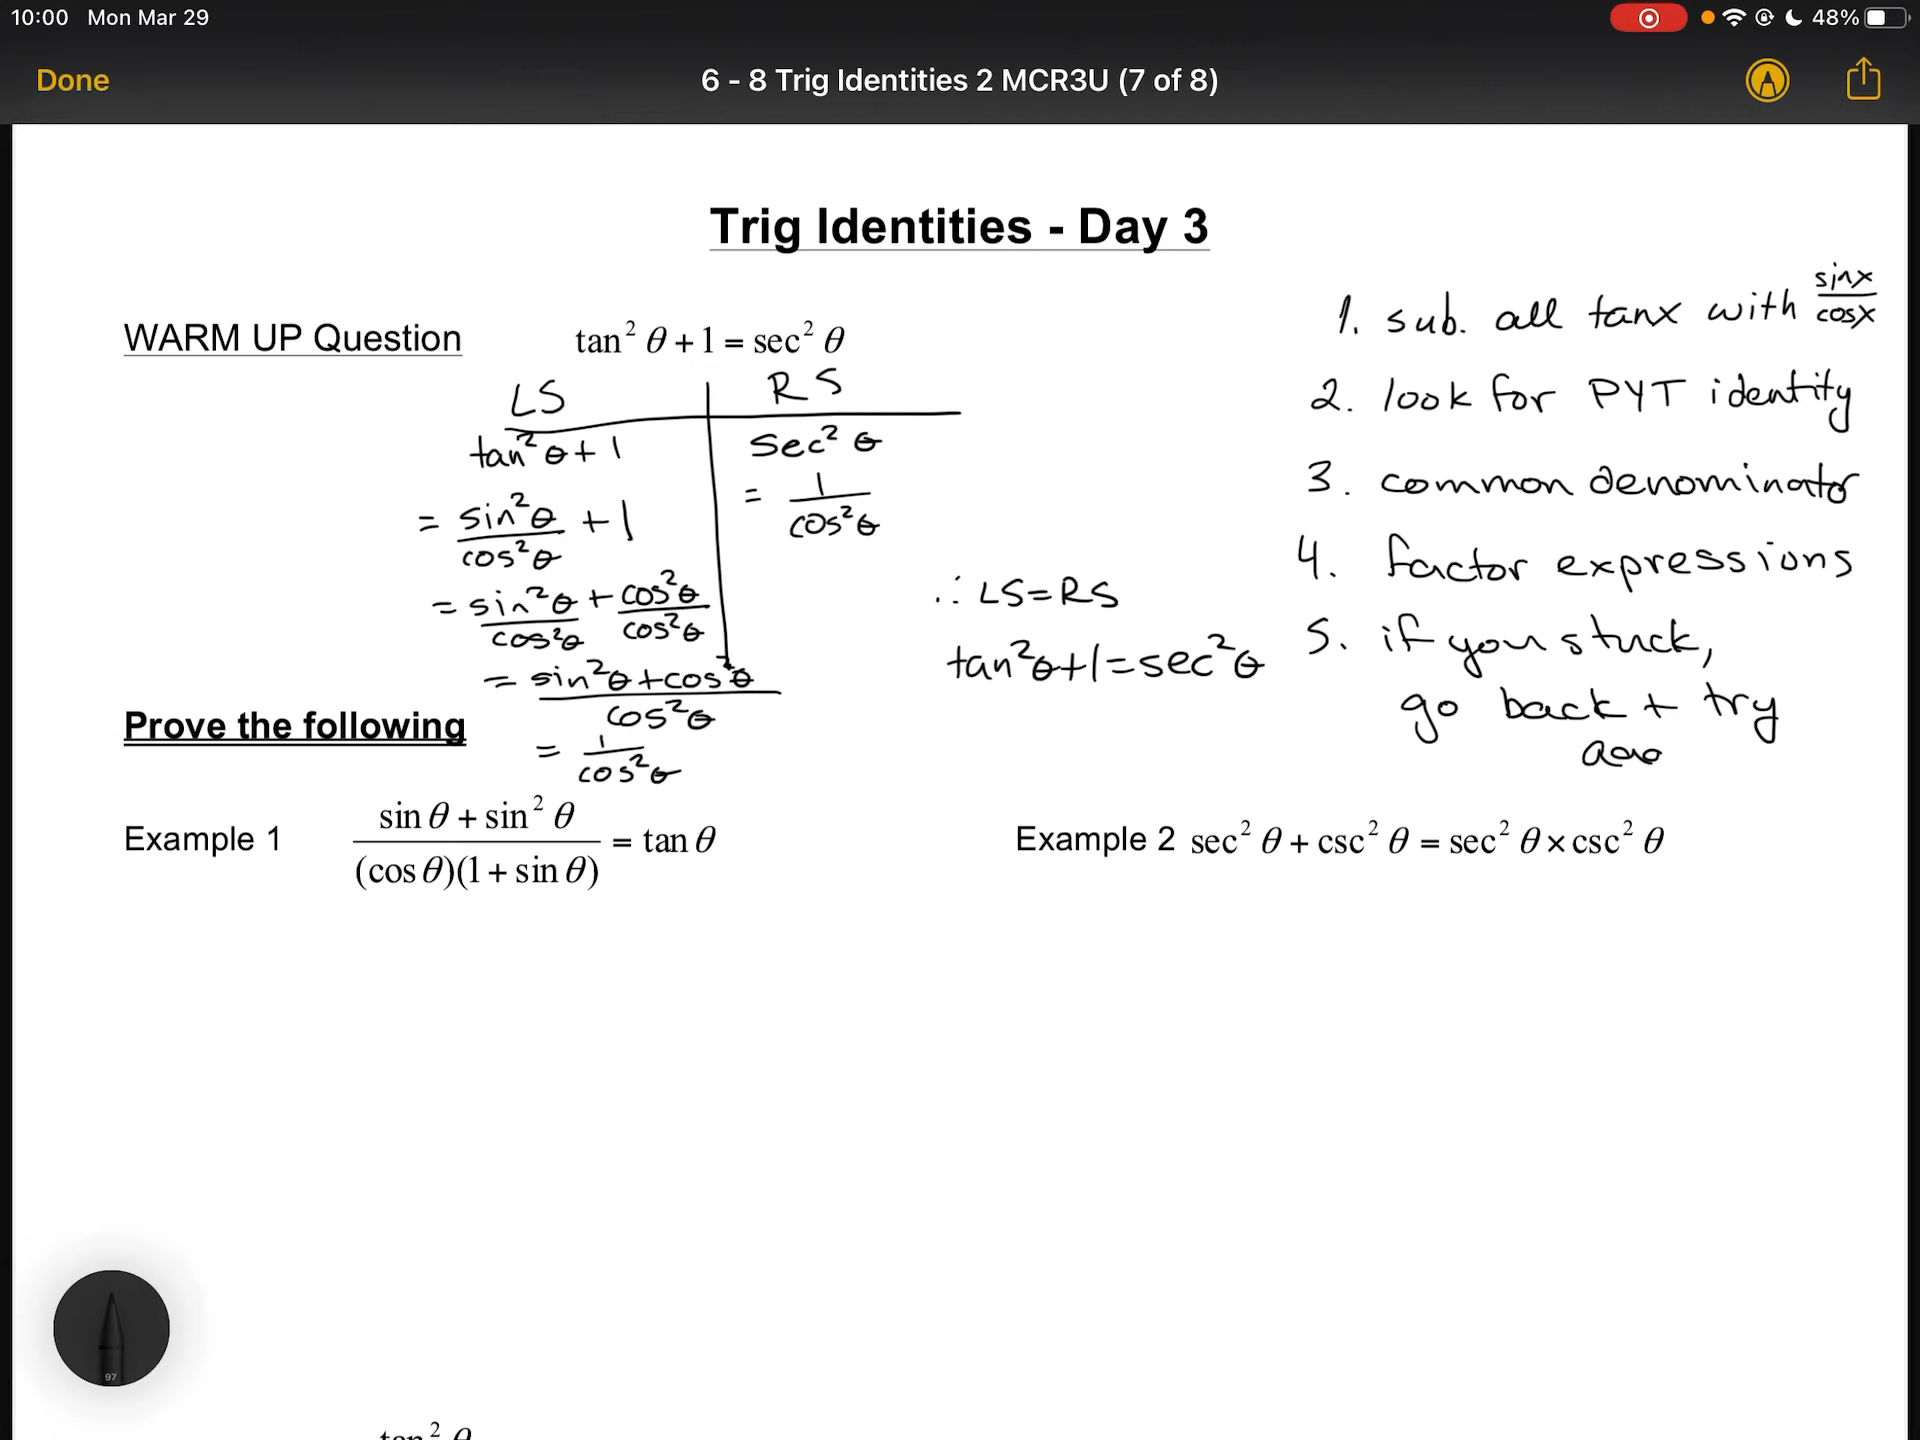 10:00 Mon Mar 29
48%
Done
6 - 8 Trig Identities 2 MCR3U (7 of 8)
Trig Identities - Day 3
WARM UP Question tan² θ + 1 = sec² θ
LS | RS
tan²θ + 1 | sec²θ
= sin²θ/cos²θ + 1 | = 1/cos²θ
= sin²θ/cos²θ + cos²θ/cos²θ
= (sin²θ + cos²θ)/cos²θ
= 1/cos²θ
∴ LS = RS
tan²θ + 1 = sec²θ
1. sub. all tanx with sinx/cosx
2. look for PYT identity
3. common denominator
4. factor expressions
5. if you stuck,
go back + try
Prove the following
Example 1 (sin θ + sin² θ)/((cos θ)(1 + sin θ)) = tan θ
Example 2 sec² θ + csc² θ = sec² θ × csc² θ
97